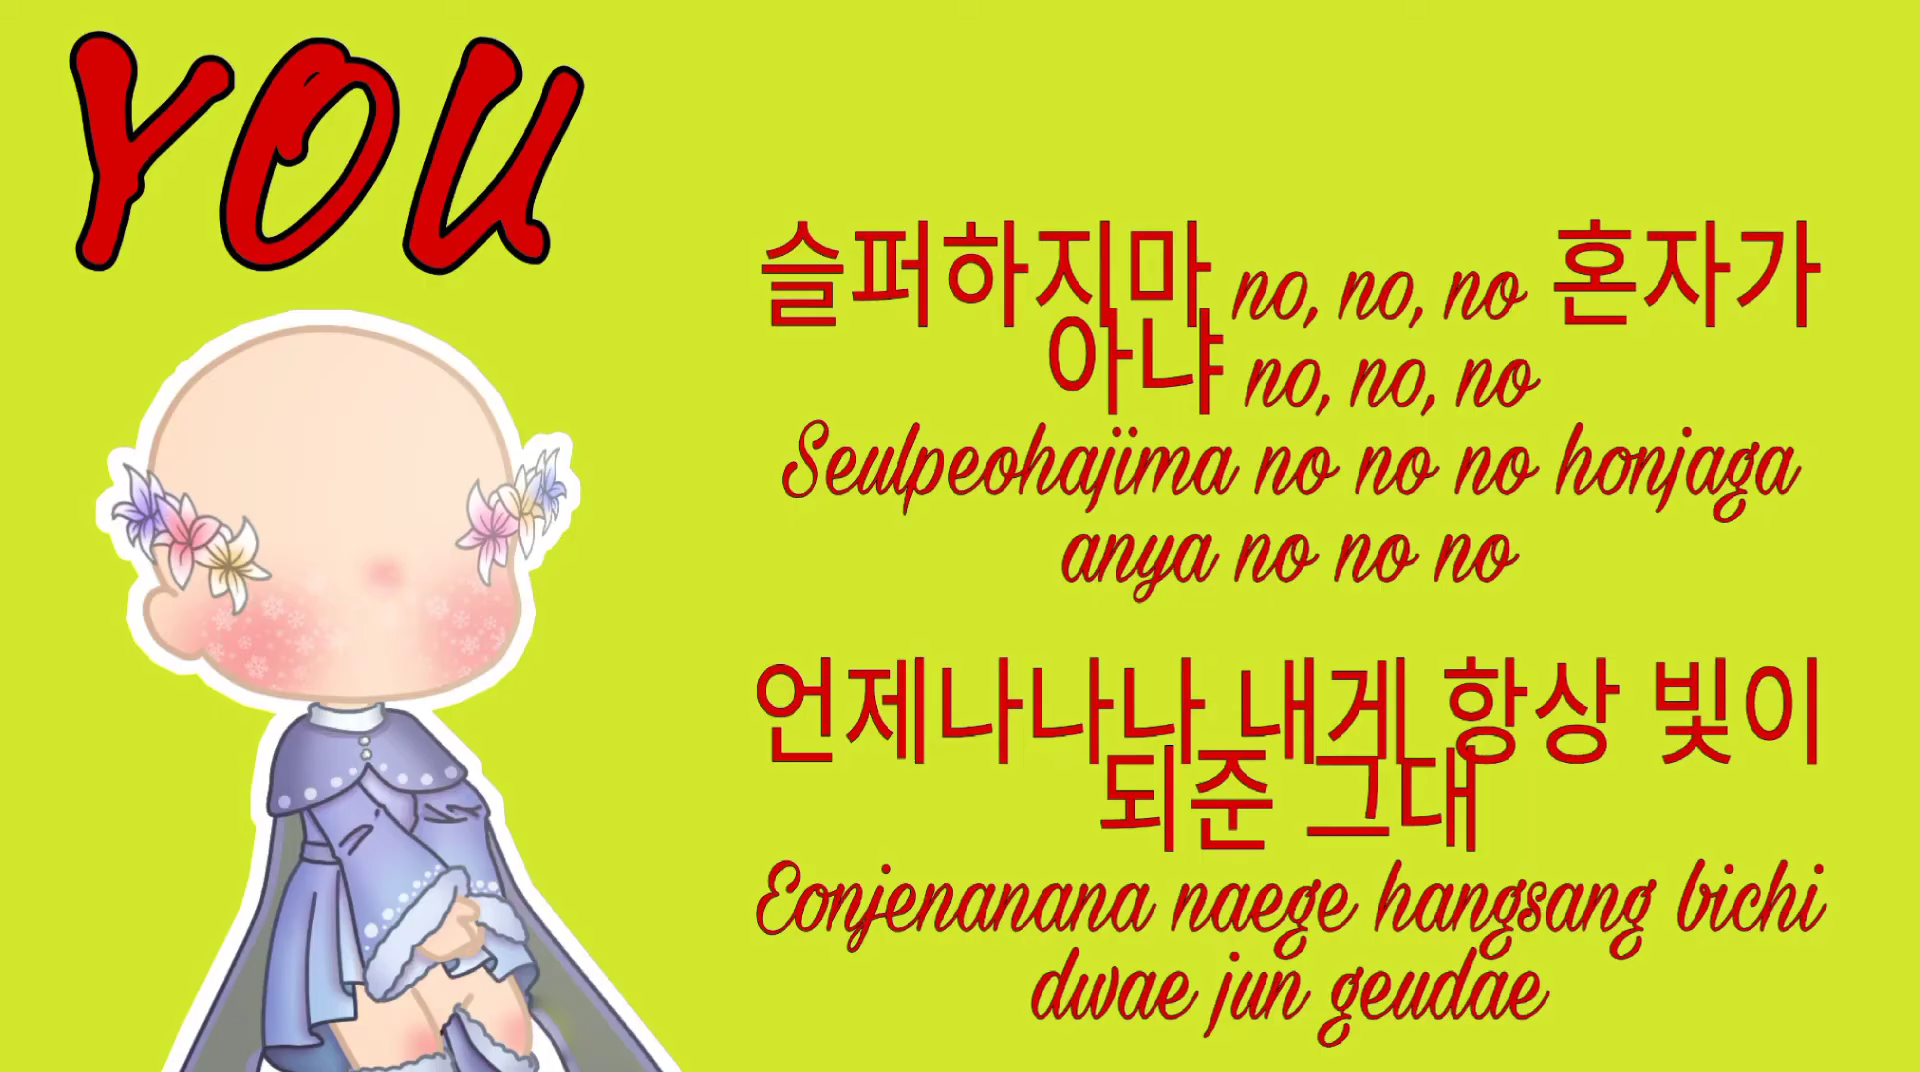 YOU
슬퍼하지마 no, no, no 혼자가
아냐 no, no, no
Seulpeohajima no no no honjaga
anya no no no
언제나나나 내게 항상 빛이
되준 그대
Eonjenanana naege hangsang bichi
dwae jun geudae